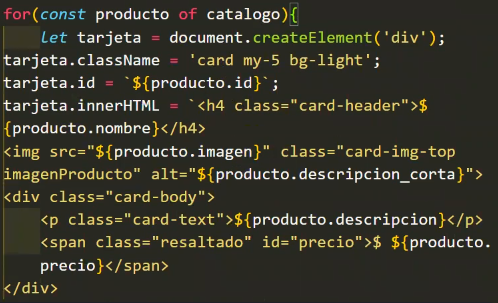 for(const producto of catalogo){
    let tarjeta = document.createElement('div');
tarjeta.className = 'card my-5 bg-light';
tarjeta.id = `${producto.id}`;
tarjeta.innerHTML = `<h4 class="card-header">$
{producto.nombre}</h4>
<img src="${producto.imagen}" class="card-img-top
imagenProducto" alt="${producto.descripcion_corta}">
<div class="card-body">
    <p class="card-text">${producto.descripcion}</p>
    <span class="resaltado" id="precio">$ ${producto.
    precio}</span>
</div>